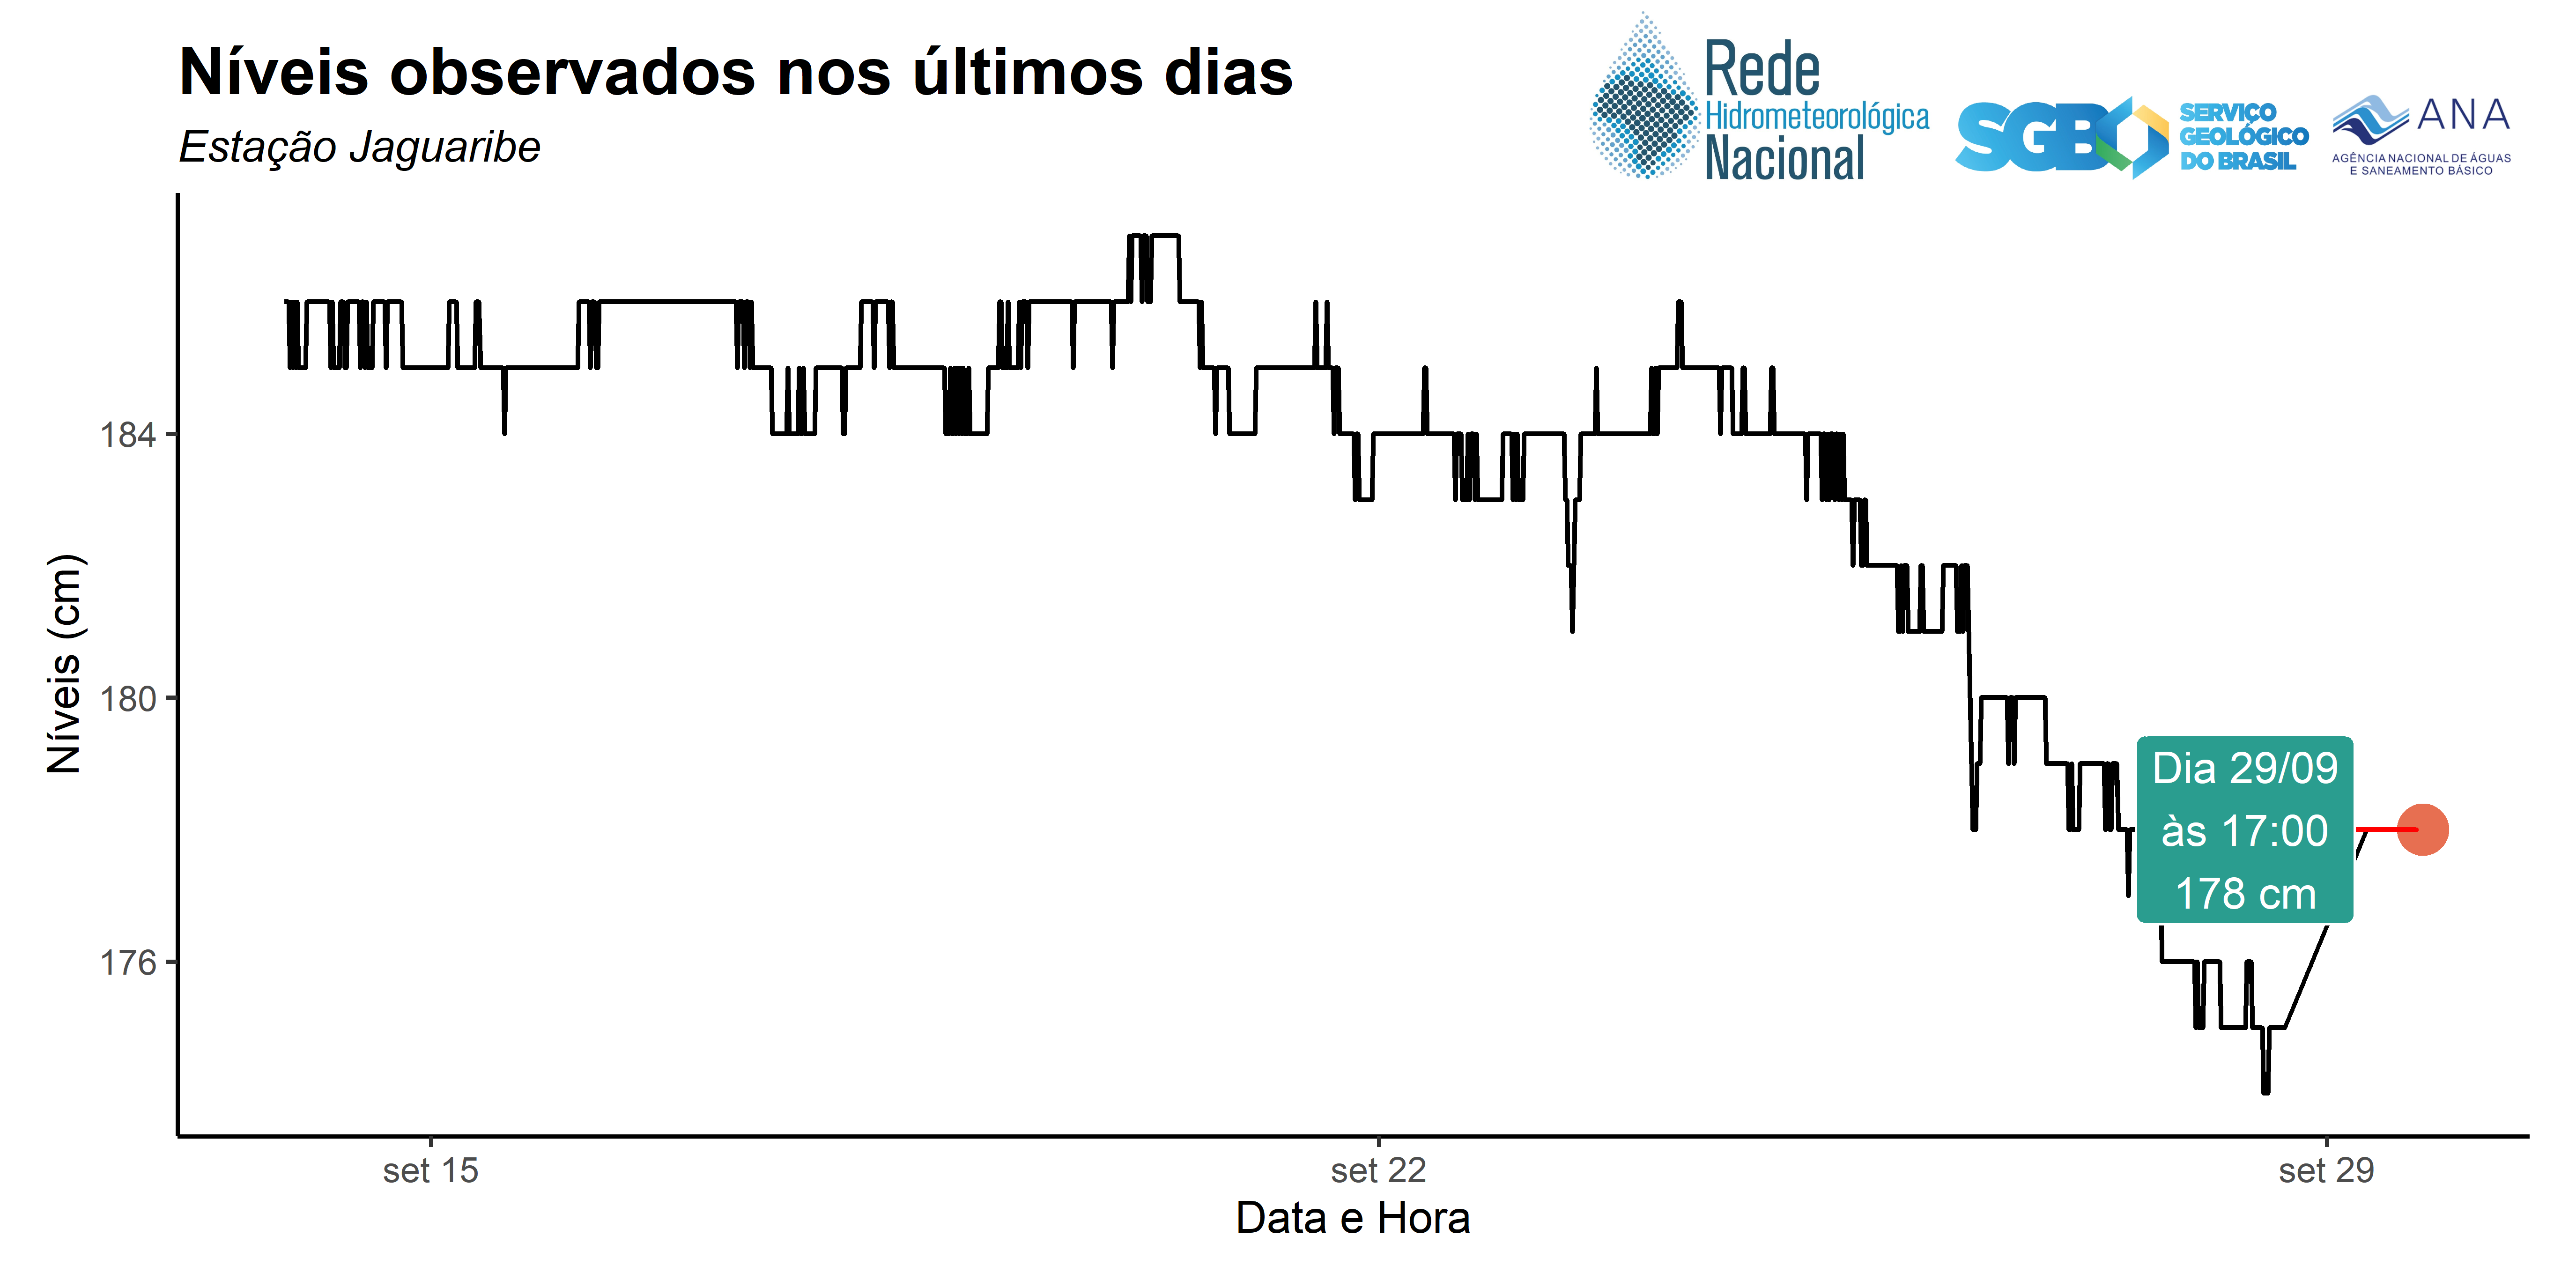 Níveis observados nos últimos dias
Estação Jaguaribe
Rede
Hidrometeorológica
Nacional
SGB
SERVIÇO
GEOLÓGICO
DO BRASIL
ANA
AGÊNCIA NACIONAL DE ÁGUAS
E SANEAMENTO BÁSICO
Níveis (cm)
184
180
176
Dia 29/09
às 17:00
178 cm
set 15
set 22
set 29
Data e Hora